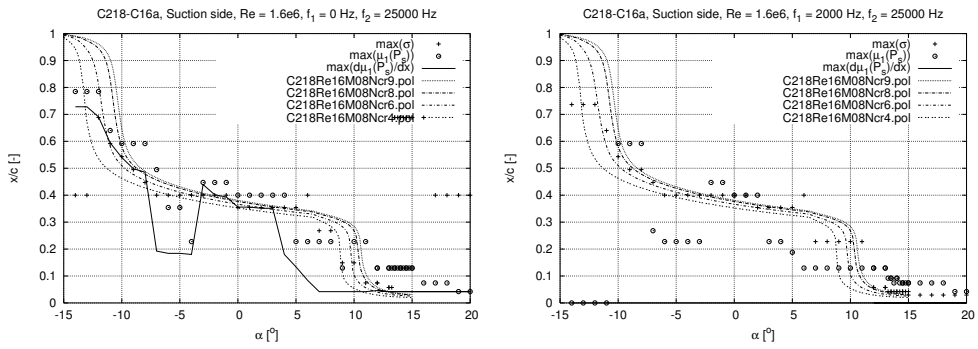 C218-C16a, Suction side, Re = 1.6e6, f1 = 0 Hz, f2 = 25000 Hz
x/c [-]
1
0.9
0.8
0.7
0.6
0.5
0.4
0.3
0.2
0.1
0
max(σ)
max(μ1(Ps))
max(dμ1(Ps)/dx)
C218Re16M08Ncr9.pol
C218Re16M08Ncr8.pol
C218Re16M08Ncr6.pol
C218Re16M08Ncr4.pol
-15 -10 -5 0 5 10 15 20
α [°]
C218-C16a, Suction side, Re = 1.6e6, f1 = 2000 Hz, f2 = 25000 Hz
x/c [-]
1
0.9
0.8
0.7
0.6
0.5
0.4
0.3
0.2
0.1
0
max(σ)
max(μ1(Ps))
max(dμ1(Ps)/dx)
C218Re16M08Ncr9.pol
C218Re16M08Ncr8.pol
C218Re16M08Ncr6.pol
C218Re16M08Ncr4.pol
-15 -10 -5 0 5 10 15 20
α [°]